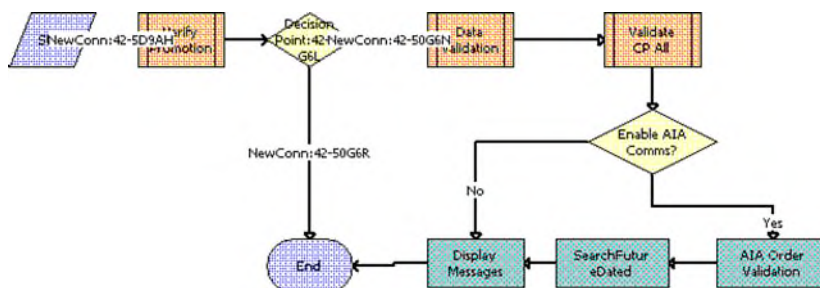 NewConn:42-5D9AH
Verify
Promotion
Decision
Point:42-
G6L
NewConn:42-50G6N
Data
Validation
Validate
CP All
Enable AIA
Comms?
NewConn:42-50G6R
No
Yes
End
Display
Messages
SearchFutur
eDated
AIA Order
Validation